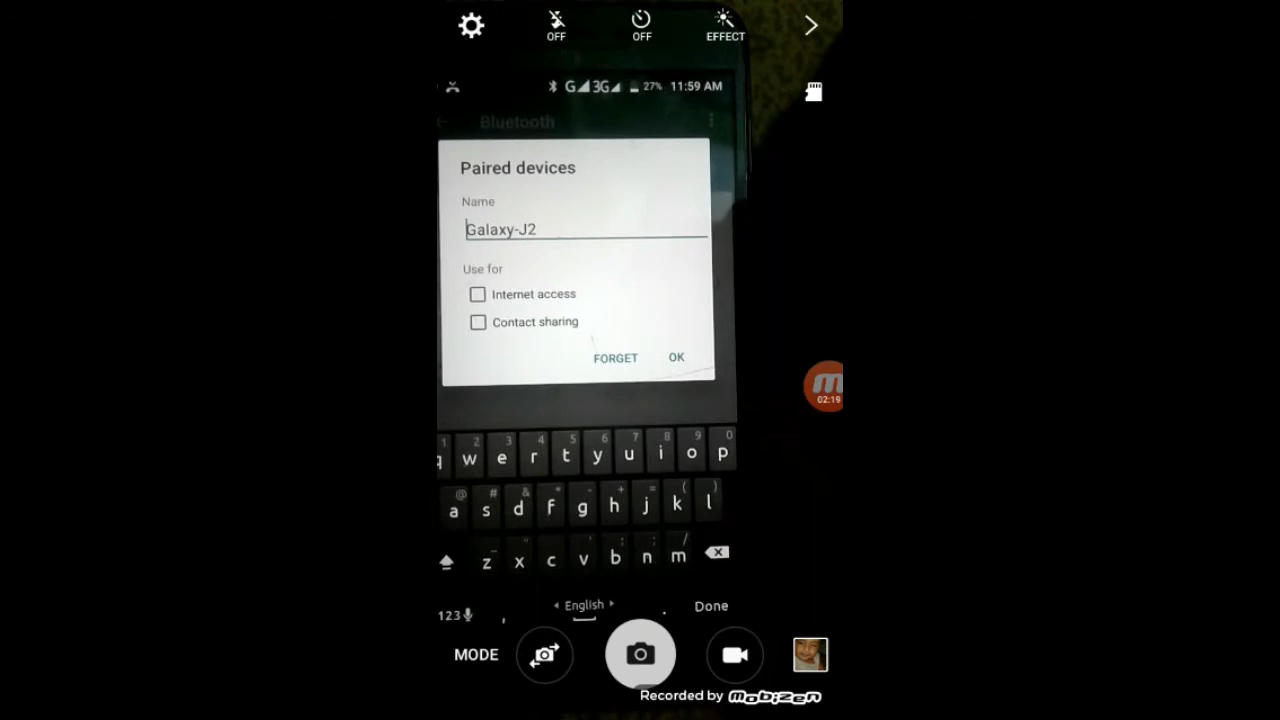 OFF
OFF
EFFECT
G 3G 27% 11:59 AM
Bluetooth
Paired devices
Name
Galaxy-J2
Use for
Internet access
Contact sharing
FORGET OK
02:19
1 2 3 4 5 6 7 8 9 0
q w e r t y u i o p
@ # & * - + = ( )
a s d f g h j k l
z x c v b n m
123 , English . Done
MODE
Recorded by mobizen